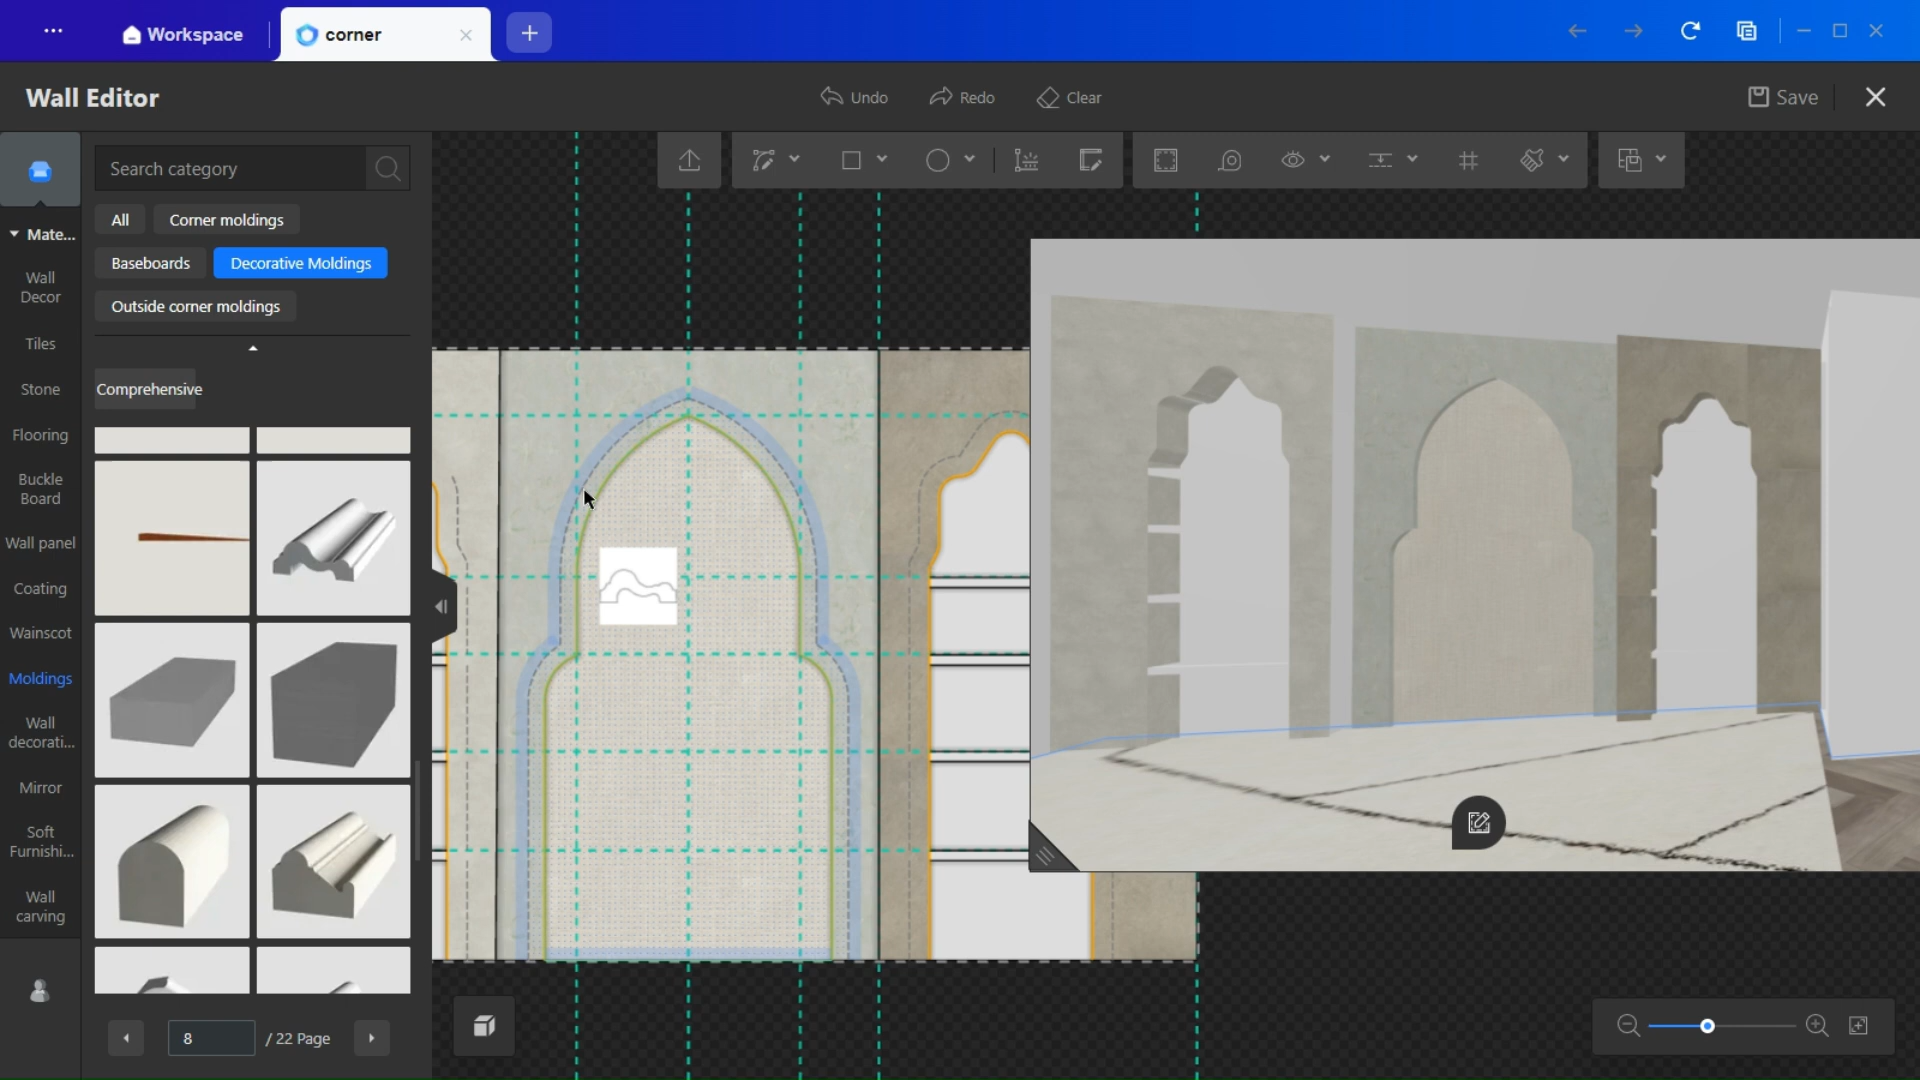 Workspace
corner
Wall Editor
Undo
Redo
Clear
Save
Search category
All
Corner moldings
Baseboards
Decorative Moldings
Outside corner moldings
Comprehensive
Mate...
Wall
Decor
Tiles
Stone
Flooring
Buckle
Board
Wall panel
Coating
Wainscot
Moldings
Wall
decorati...
Mirror
Soft
Furnishi...
Wall
carving
8
/ 22 Page